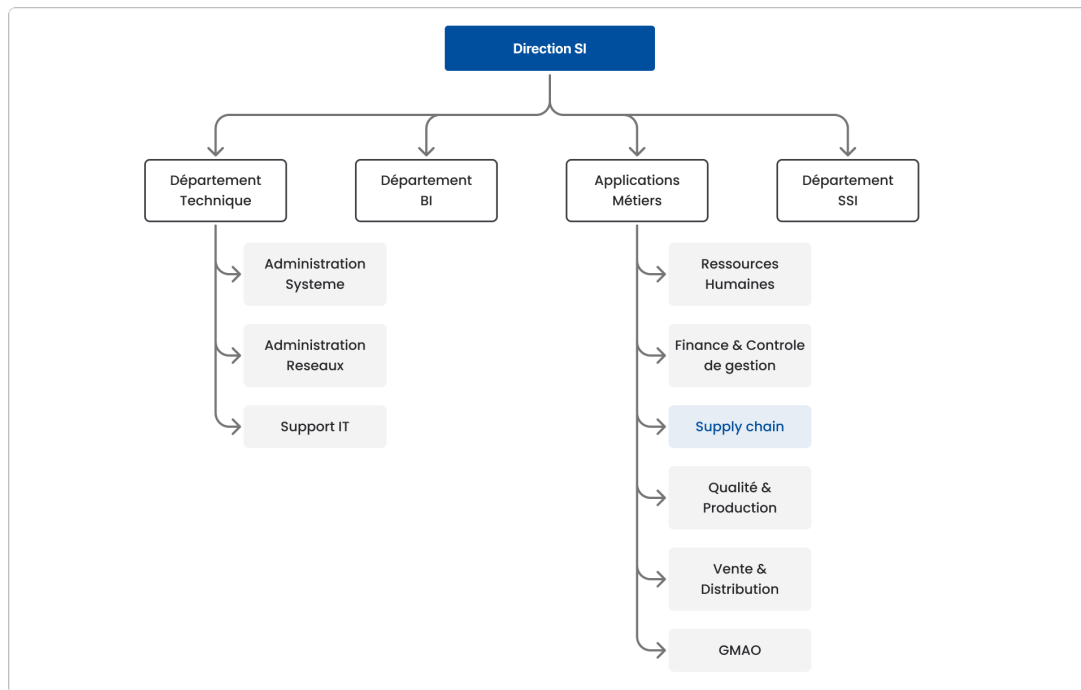 Direction SI
Département
Technique
Département
BI
Applications
Métiers
Département
SSI
Administration
Systeme
Administration
Reseaux
Support IT
Ressources
Humaines
Finance & Controle
de gestion
Supply chain
Qualité &
Production
Vente &
Distribution
GMAO